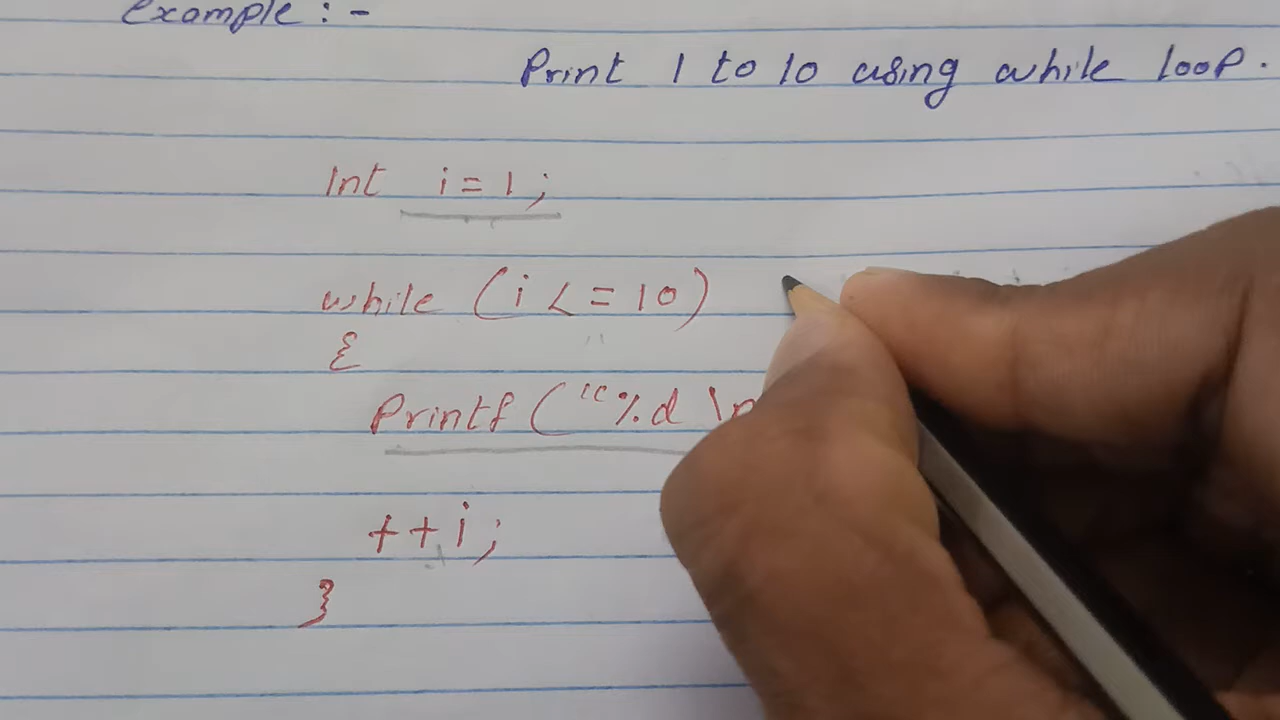 Example : -
Print 1 to 10 using while loop.
Int i = 1 ;
while ( i < = 10 )
{
Printf ( "%d \n
++i ;
}